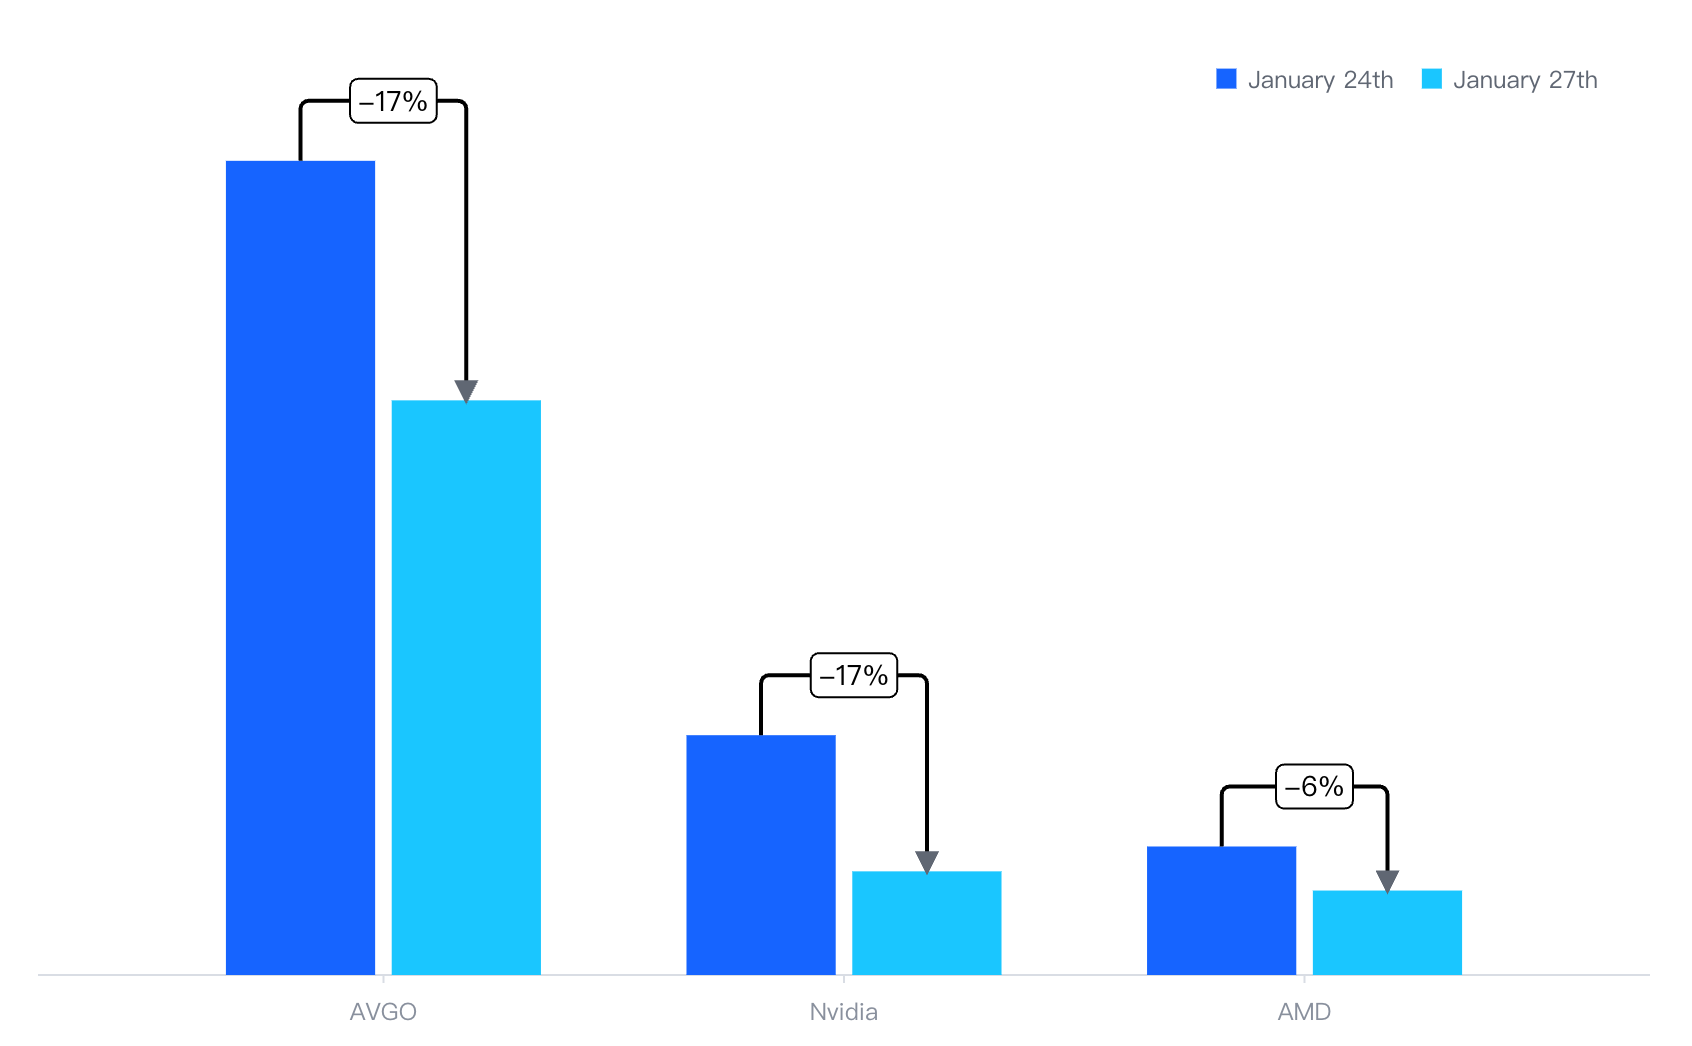 January 24th
January 27th
–17%
–17%
–6%
AVGO
Nvidia
AMD